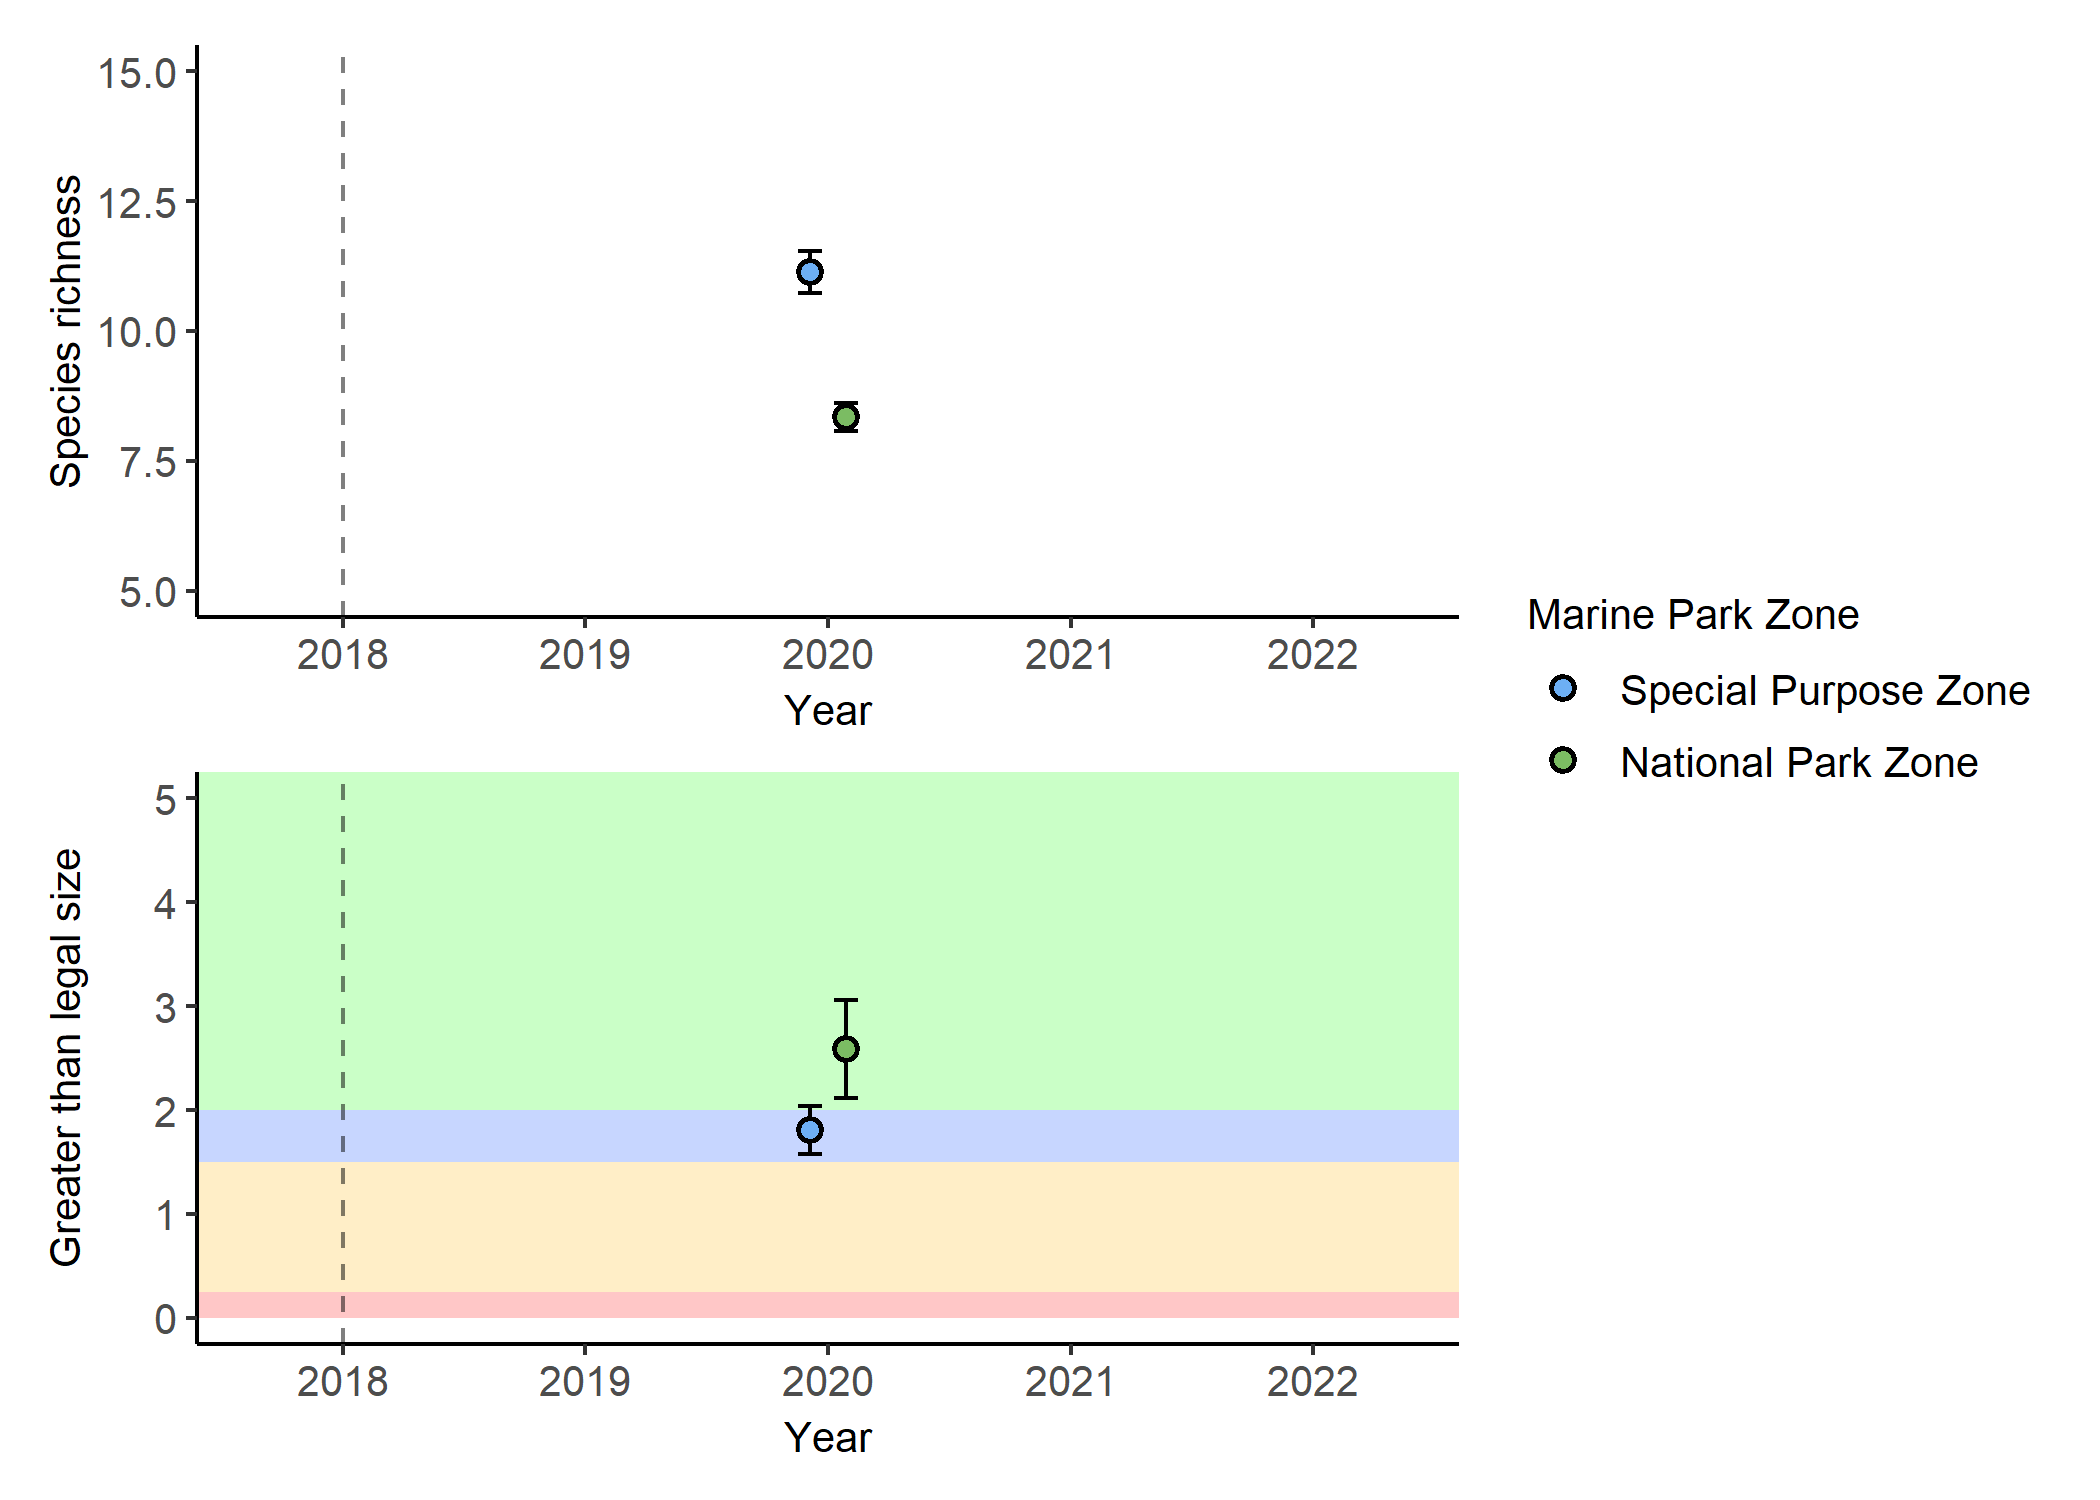 Species richness
15.0
12.5
10.0
7.5
5.0
2018 2019 2020 2021 2022
Year
Marine Park Zone
Special Purpose Zone
National Park Zone
Greater than legal size
5
4
3
2
1
0
2018 2019 2020 2021 2022
Year